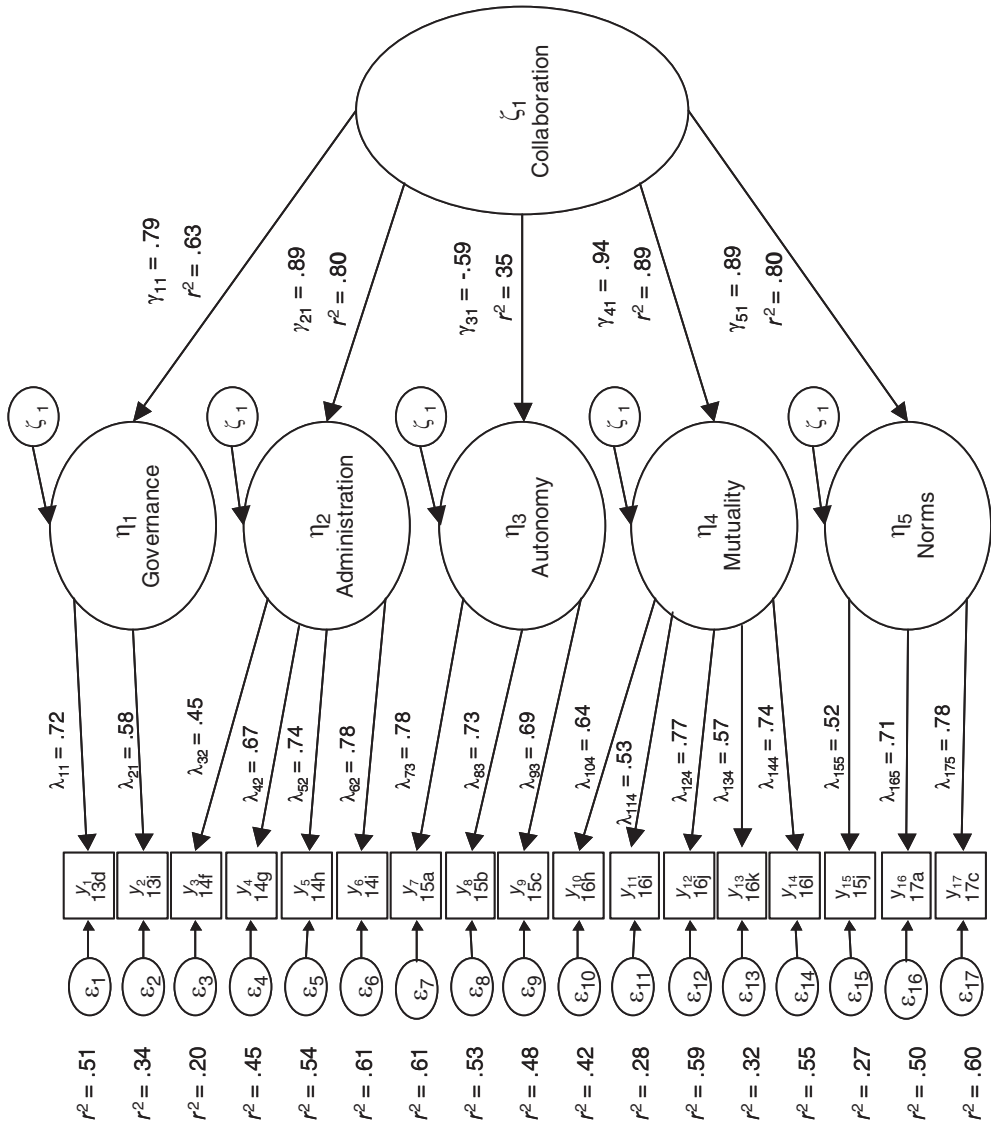 ζ1
Collaboration
γ11 = .79
r2 = .63
γ21 = .89
r2 = .80
γ31 = -.59
r2 = .35
γ41 = .94
r2 = .89
γ51 = .89
r2 = .80
ζ1
ζ1
ζ1
ζ1
ζ1
η1
Governance
η2
Administration
η3
Autonomy
η4
Mutuality
η5
Norms
λ11 = .72
λ21 = .58
λ32 = .45
λ42 = .67
λ52 = .74
λ62 = .78
λ73 = .78
λ83 = .73
λ93 = .69
λ104 = .64
λ114 = .53
λ124 = .77
λ134 = .57
λ144 = .74
λ155 = .52
λ165 = .71
λ175 = .78
y1
13d
y2
13i
y3
14f
y4
14g
y5
14h
y6
14i
y7
15a
y8
15b
y9
15c
y10
16h
y11
16i
y12
16j
y13
16k
y14
16l
y15
15j
y16
17a
y17
17c
ε1
ε2
ε3
ε4
ε5
ε6
ε7
ε8
ε9
ε10
ε11
ε12
ε13
ε14
ε15
ε16
ε17
r2 = .51
r2 = .34
r2 = .20
r2 = .45
r2 = .54
r2 = .61
r2 = .61
r2 = .53
r2 = .48
r2 = .42
r2 = .28
r2 = .59
r2 = .32
r2 = .55
r2 = .27
r2 = .50
r2 = .60